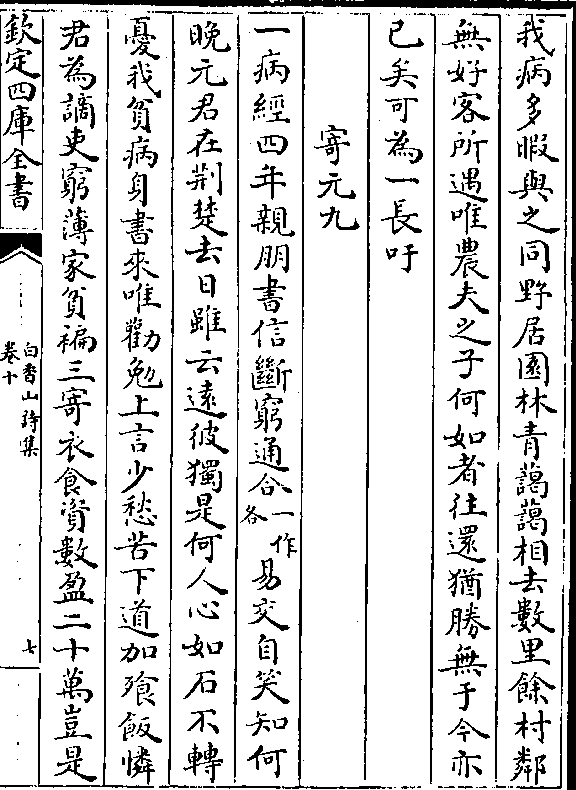 我病多暇與之同野居園林青藹藹相去數里餘村鄰
無好客所遇唯農夫之子何如者往還猶勝無于今亦
已矣可為一長吁
寄元九
一病經四年親朋書信斷窮通合一作各易交自笑知何
晚元君在荆楚去日雖云遠彼獨是何人心如石不轉
憂我貧病身書來唯勸勉上言少愁苦下道加飱飯憐
君為謫吏窮薄家貧褊三寄衣食資數盈二十萬豈是
欽定四庫全書
白香山詩集
卷十
七